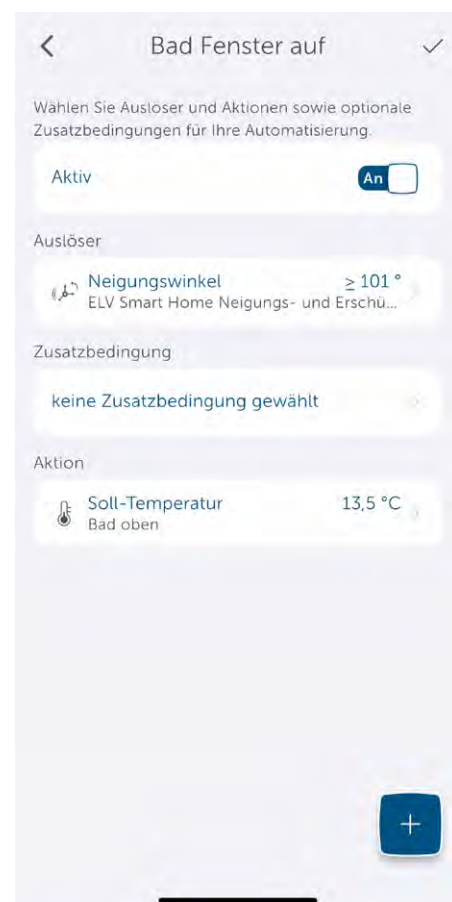 Bad Fenster auf
Wählen Sie Auslöser und Aktionen sowie optionale
Zusatzbedingungen für Ihre Automatisierung.
Aktiv
An
Auslöser
Neigungswinkel
≥ 101 °
ELV Smart Home Neigungs- und Erschü...
Zusatzbedingung
keine Zusatzbedingung gewählt
Aktion
Soll-Temperatur
13,5 °C
Bad oben